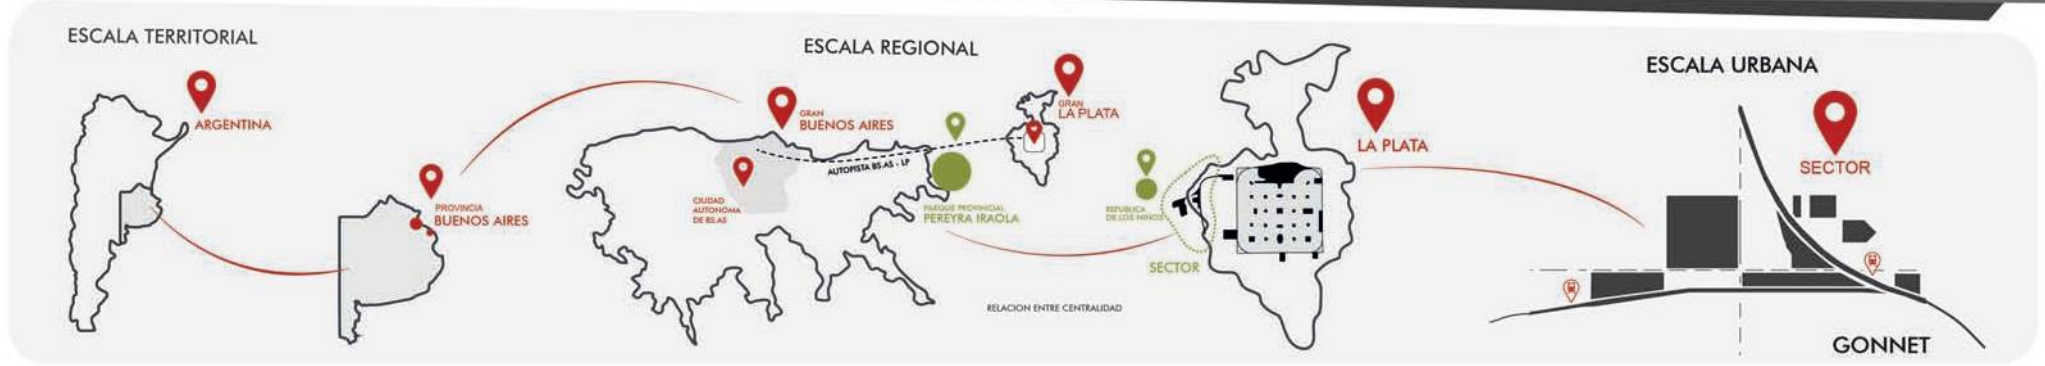 ESCALA TERRITORIAL
ARGENTINA
PROVINCIA
BUENOS AIRES
ESCALA REGIONAL
GRAN
BUENOS AIRES
CIUDAD
AUTONOMA
DE BS.AS
AUTOPISTA BS.AS - LP
PARQUE PROVINCIAL
PEREYRA IRAOLA
GRAN
LA PLATA
REPUBLICA
DE LOS NIÑOS
SECTOR
RELACION ENTRE CENTRALIDAD
LA PLATA
ESCALA URBANA
SECTOR
GONNET